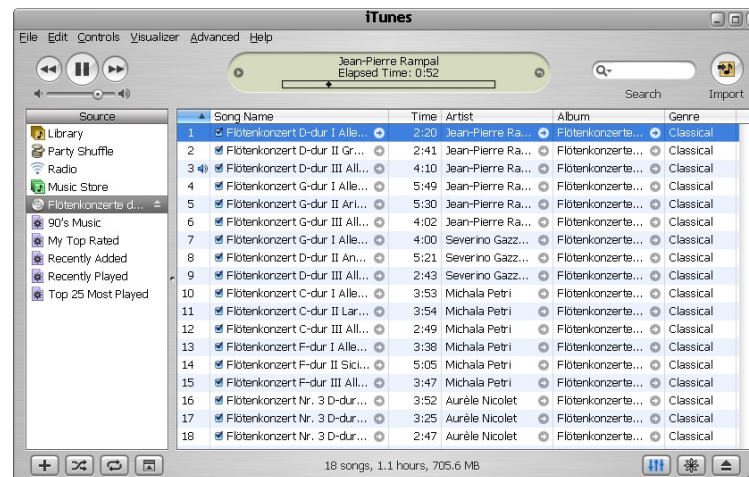 iTunes
File Edit Controls Visualizer Advanced Help
Jean-Pierre Rampal
Elapsed Time: 0:52
Search
Import
Source
Library
Party Shuffle
Radio
Music Store
Flötenkonzerte d...
90's Music
My Top Rated
Recently Added
Recently Played
Top 25 Most Played
Song Name Time Artist Album Genre
1 Flötenkonzert D-dur I Alle... 2:20 Jean-Pierre Ra... Flötenkonzerte... Classical
2 Flötenkonzert D-dur II Gr... 2:41 Jean-Pierre Ra... Flötenkonzerte... Classical
3 Flötenkonzert D-dur III All... 4:10 Jean-Pierre Ra... Flötenkonzerte... Classical
4 Flötenkonzert G-dur I Alle... 5:49 Jean-Pierre Ra... Flötenkonzerte... Classical
5 Flötenkonzert G-dur II Ari... 5:30 Jean-Pierre Ra... Flötenkonzerte... Classical
6 Flötenkonzert G-dur III All... 4:02 Jean-Pierre Ra... Flötenkonzerte... Classical
7 Flötenkonzert G-dur I Alle... 4:00 Severino Gazz... Flötenkonzerte... Classical
8 Flötenkonzert D-dur II An... 5:21 Severino Gazz... Flötenkonzerte... Classical
9 Flötenkonzert D-dur III All... 2:43 Severino Gazz... Flötenkonzerte... Classical
10 Flötenkonzert C-dur I Alle... 3:53 Michala Petri Flötenkonzerte... Classical
11 Flötenkonzert C-dur II Lar... 3:54 Michala Petri Flötenkonzerte... Classical
12 Flötenkonzert C-dur III All... 2:49 Michala Petri Flötenkonzerte... Classical
13 Flötenkonzert F-dur I Alle... 3:38 Michala Petri Flötenkonzerte... Classical
14 Flötenkonzert F-dur II Sici... 5:05 Michala Petri Flötenkonzerte... Classical
15 Flötenkonzert F-dur III All... 3:47 Michala Petri Flötenkonzerte... Classical
16 Flötenkonzert Nr. 3 D-dur... 3:52 Aurèle Nicolet Flötenkonzerte... Classical
17 Flötenkonzert Nr. 3 D-dur... 3:25 Aurèle Nicolet Flötenkonzerte... Classical
18 Flötenkonzert Nr. 3 D-dur... 2:47 Aurèle Nicolet Flötenkonzerte... Classical
18 songs, 1.1 hours, 705.6 MB